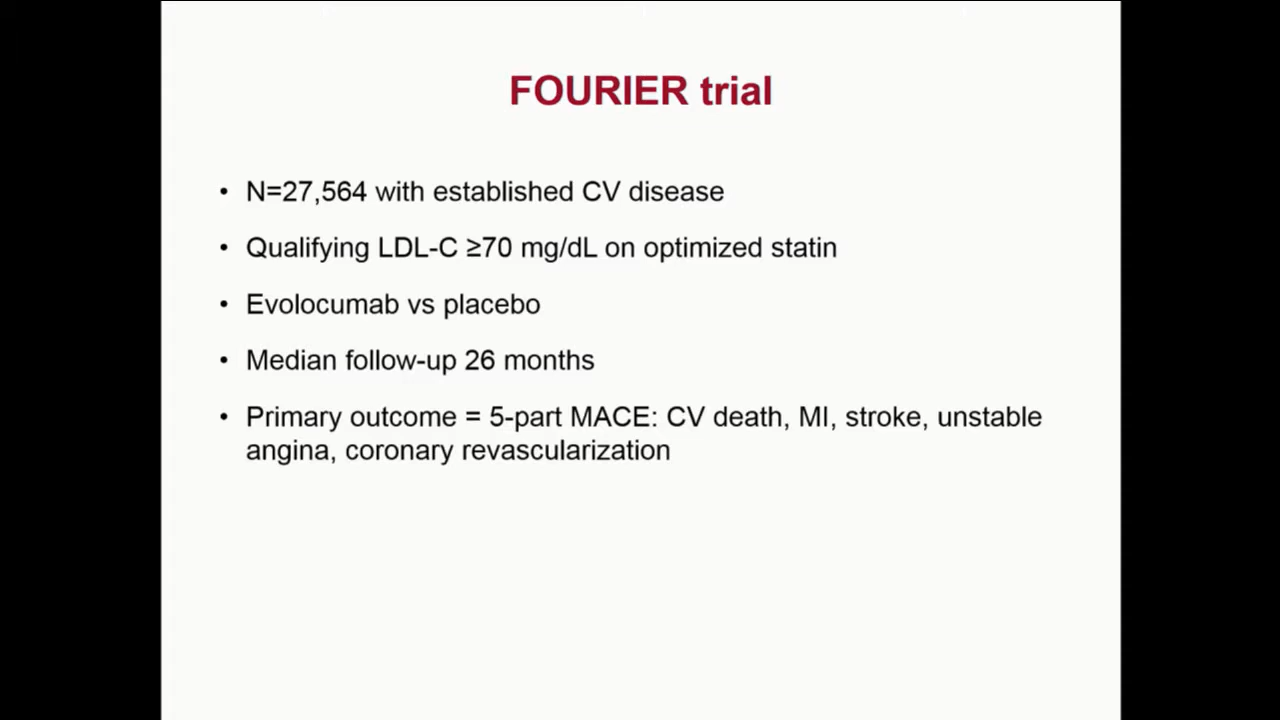 FOURIER trial
• N=27,564 with established CV disease
• Qualifying LDL-C ≥70 mg/dL on optimized statin
• Evolocumab vs placebo
• Median follow-up 26 months
• Primary outcome = 5-part MACE: CV death, MI, stroke, unstable
angina, coronary revascularization